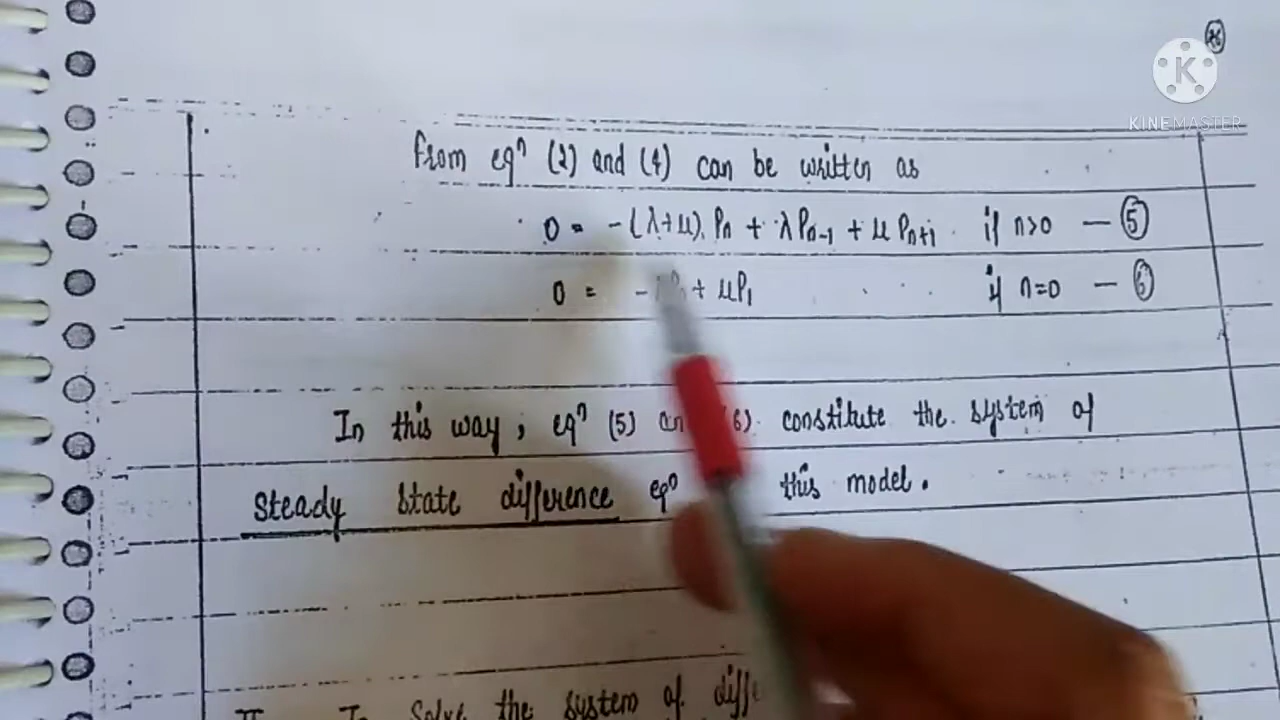 K
KINEMASTER
from eqⁿ (2) and (4) can be written as
0 = -(λ+μ) Pₙ + λPₙ₋₁ + μ Pₙ₊₁ if n>0 — ⑤
0 = - + μP₁ if n=0 — ⑥
In this way, eqⁿ (5) (6) constitute the system of
steady state difference eqⁿ this model.
II To Solve the system of